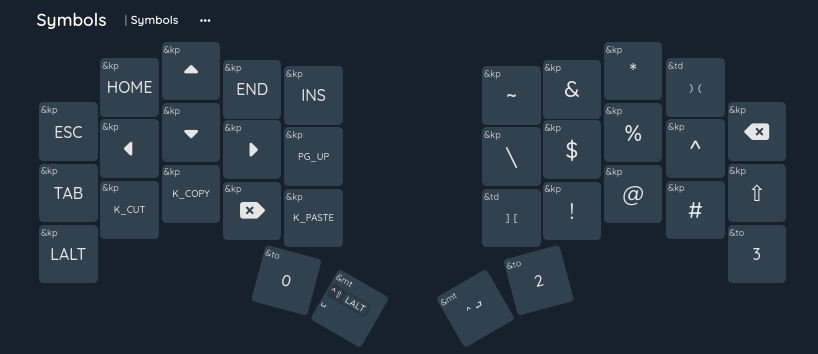 Symbols | Symbols •••
&kp HOME
&kp
&kp END
&kp INS
&kp ~
&kp &
&kp *
&td ) (
&kp ESC
&kp
&kp
&kp
&kp PG_UP
&kp \
&kp $
&kp %
&kp ^
&kp
&kp TAB
&kp K_CUT
&kp K_COPY
&kp
&kp K_PASTE
&td ] [
&kp !
&kp @
&kp #
&kp ⇧
&kp LALT
&to 0
&mt ^⇧ LALT ␣
&mt ^
&to 2
&to 3